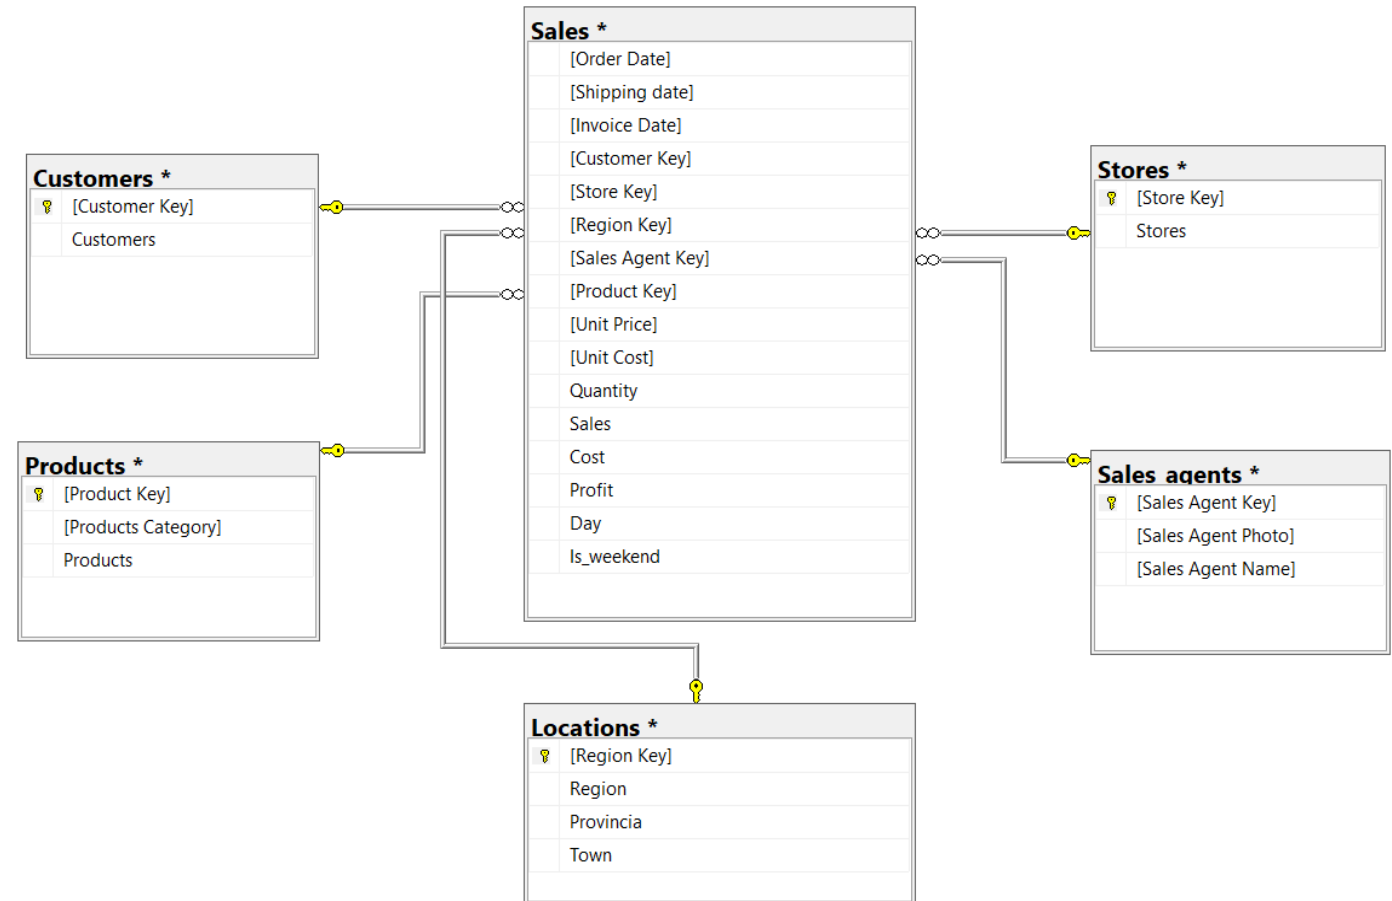 Sales *
[Order Date]
[Shipping date]
[Invoice Date]
[Customer Key]
[Store Key]
[Region Key]
[Sales Agent Key]
[Product Key]
[Unit Price]
[Unit Cost]
Quantity
Sales
Cost
Profit
Day
Is_weekend
Customers *
[Customer Key]
Customers
Stores *
[Store Key]
Stores
Products *
[Product Key]
[Products Category]
Products
Sales_agents *
[Sales Agent Key]
[Sales Agent Photo]
[Sales Agent Name]
Locations *
[Region Key]
Region
Provincia
Town